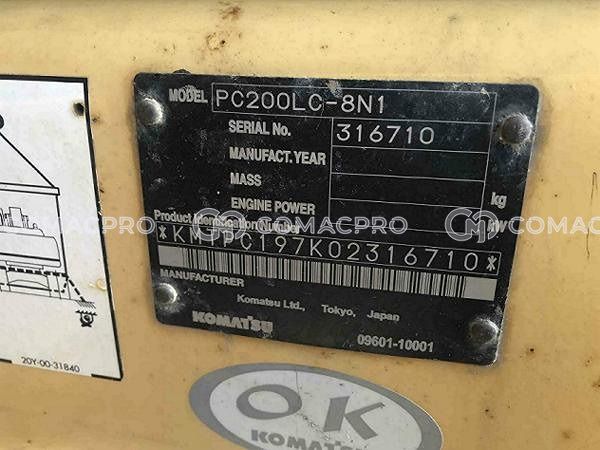 MODEL PC200LC-8N1
SERIAL No. 316710
MANUFACT.YEAR
MASS kg
ENGINE POWER kW
Product Identification Number
*KMTPC197K02316710*
MANUFACTURER
Komatsu Ltd., Tokyo, Japan
KOMATSU 09601-10001
20Y-00-31840
OK
KOMATSU
COMACPRO
COMACPRO
COMACPRO